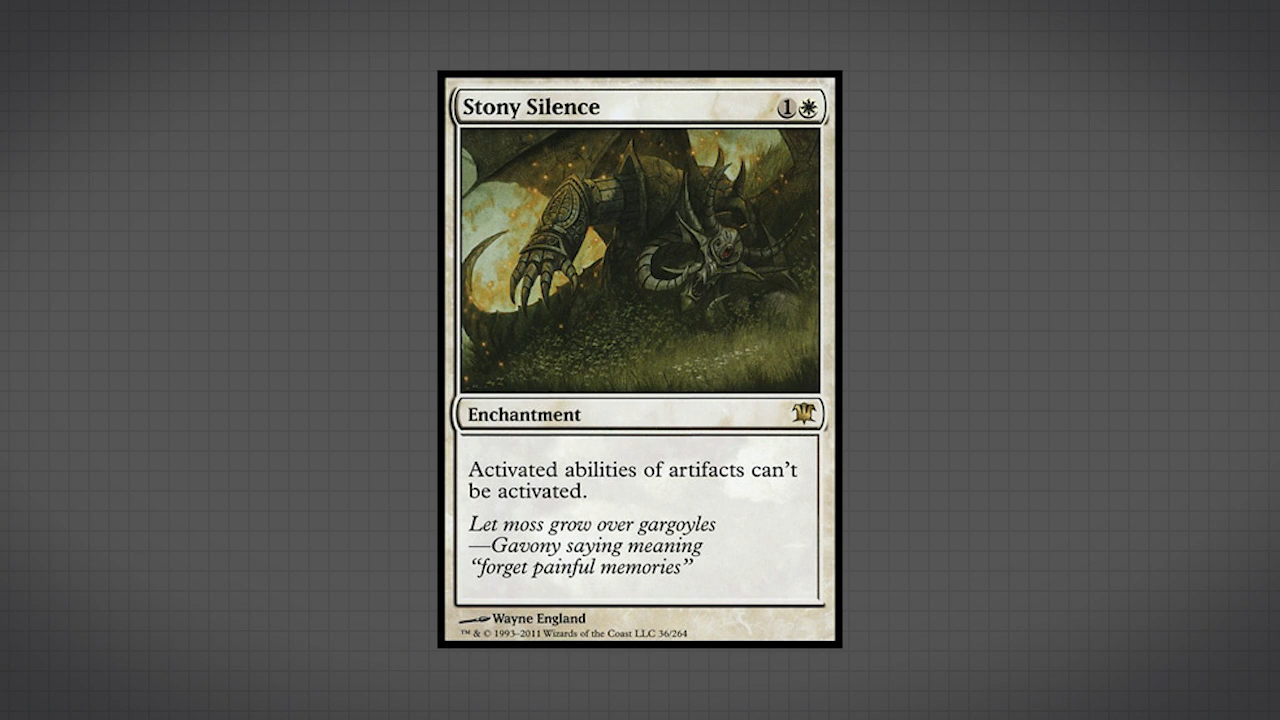 Stony Silence 1
Enchantment
Activated abilities of artifacts can't
be activated.
Let moss grow over gargoyles
—Gavony saying meaning
“forget painful memories”
Wayne England
™ & © 1993–2011 Wizards of the Coast LLC 36/264